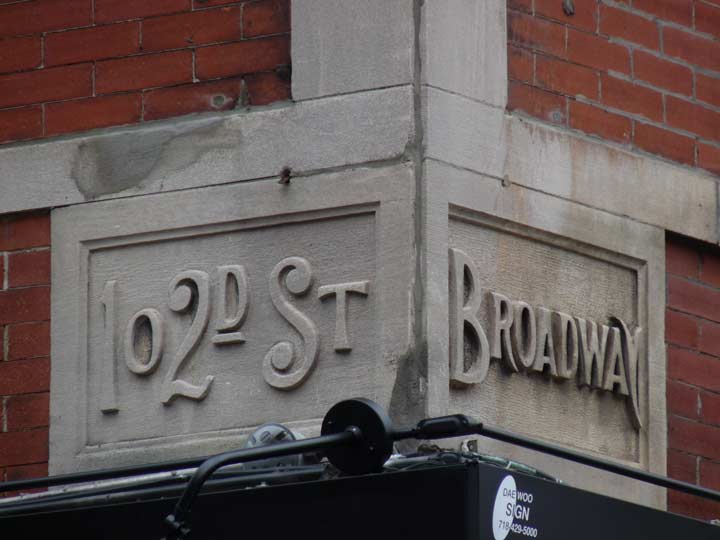 102D ST
BROADWAY
DAEWOO
SIGN
718 429-5000